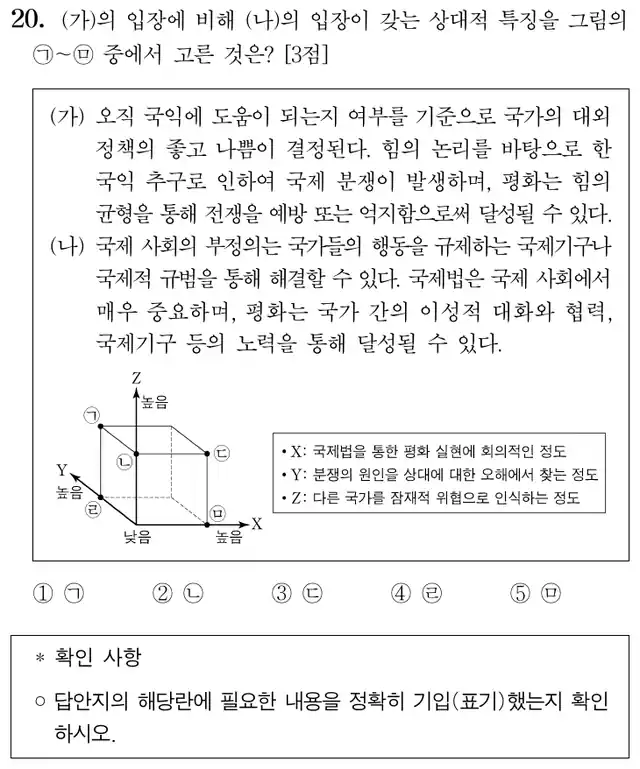 20. (가)의 입장에 비해 (나)의 입장이 갖는 상대적 특징을 그림의
㉠~㉤ 중에서 고른 것은? [3점]
(가) 오직 국익에 도움이 되는지 여부를 기준으로 국가의 대외
정책의 좋고 나쁨이 결정된다. 힘의 논리를 바탕으로 한
국익 추구로 인하여 국제 분쟁이 발생하며, 평화는 힘의
균형을 통해 전쟁을 예방 또는 억지함으로써 달성될 수 있다.
(나) 국제 사회의 부정의는 국가들의 행동을 규제하는 국제기구나
국제적 규범을 통해 해결할 수 있다. 국제법은 국제 사회에서
매우 중요하며, 평화는 국가 간의 이성적 대화와 협력,
국제기구 등의 노력을 통해 달성될 수 있다.
Z
높음
㉠
㉡
㉢
Y
높음
㉣
㉤
X
낮음
높음
• X: 국제법을 통한 평화 실현에 회의적인 정도
• Y: 분쟁의 원인을 상대에 대한 오해에서 찾는 정도
• Z: 다른 국가를 잠재적 위협으로 인식하는 정도
① ㉠ ② ㉡ ③ ㉢ ④ ㉣ ⑤ ㉤
* 확인 사항
○ 답안지의 해당란에 필요한 내용을 정확히 기입(표기)했는지 확인
하시오.